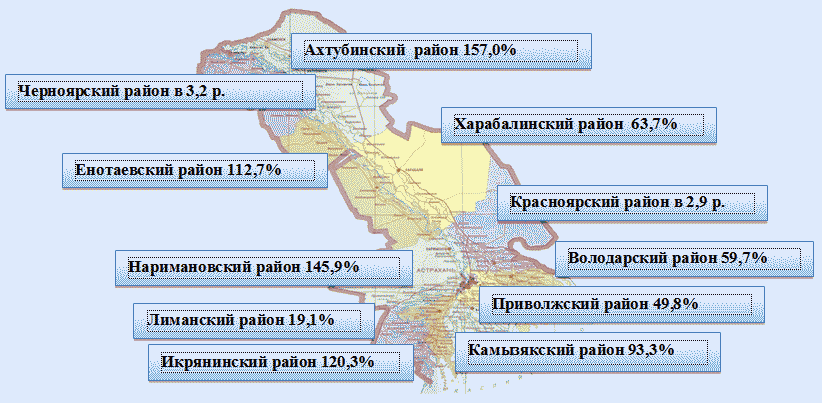 Ахтубинский район 157,0%
Черноярский район в 3,2 р.
Харабалинский район 63,7%
Енотаевский район 112,7%
Красноярский район в 2,9 р.
Володарский район 59,7%
Наримановский район 145,9%
АСТРАХАНЬ
Приволжский район 49,8%
Лиманский район 19,1%
Камызякский район 93,3%
Икрянинский район 120,3%